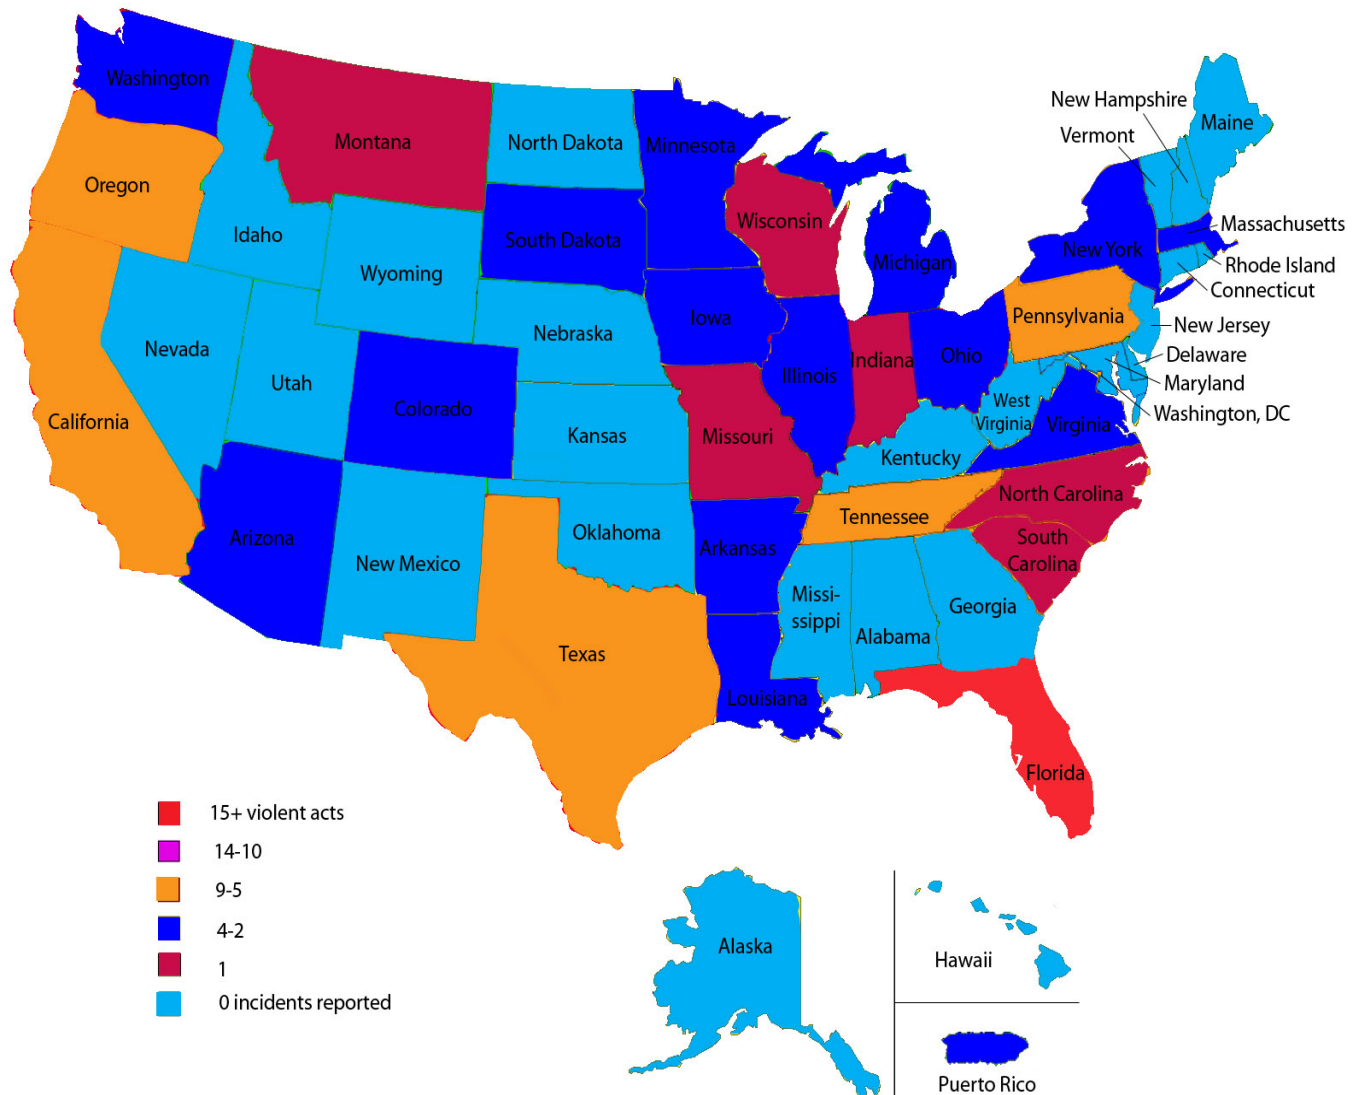 Washington
Montana
North Dakota
Minnesota
New Hampshire
Vermont
Maine
Oregon
Idaho
Wyoming
South Dakota
Wisconsin
Michigan
New York
Massachusetts
Rhode Island
Connecticut
Nevada
Utah
Colorado
Nebraska
Iowa
Illinois
Indiana
Ohio
Pennsylvania
New Jersey
Delaware
Maryland
Washington, DC
California
Kansas
Missouri
Kentucky
West
Virginia
Virginia
Arizona
New Mexico
Oklahoma
Arkansas
Tennessee
North Carolina
South
Carolina
Texas
Louisiana
Missi-
ssippi
Alabama
Georgia
Florida
15+ violent acts
14-10
9-5
4-2
1
0 incidents reported
Alaska
Hawaii
Puerto Rico